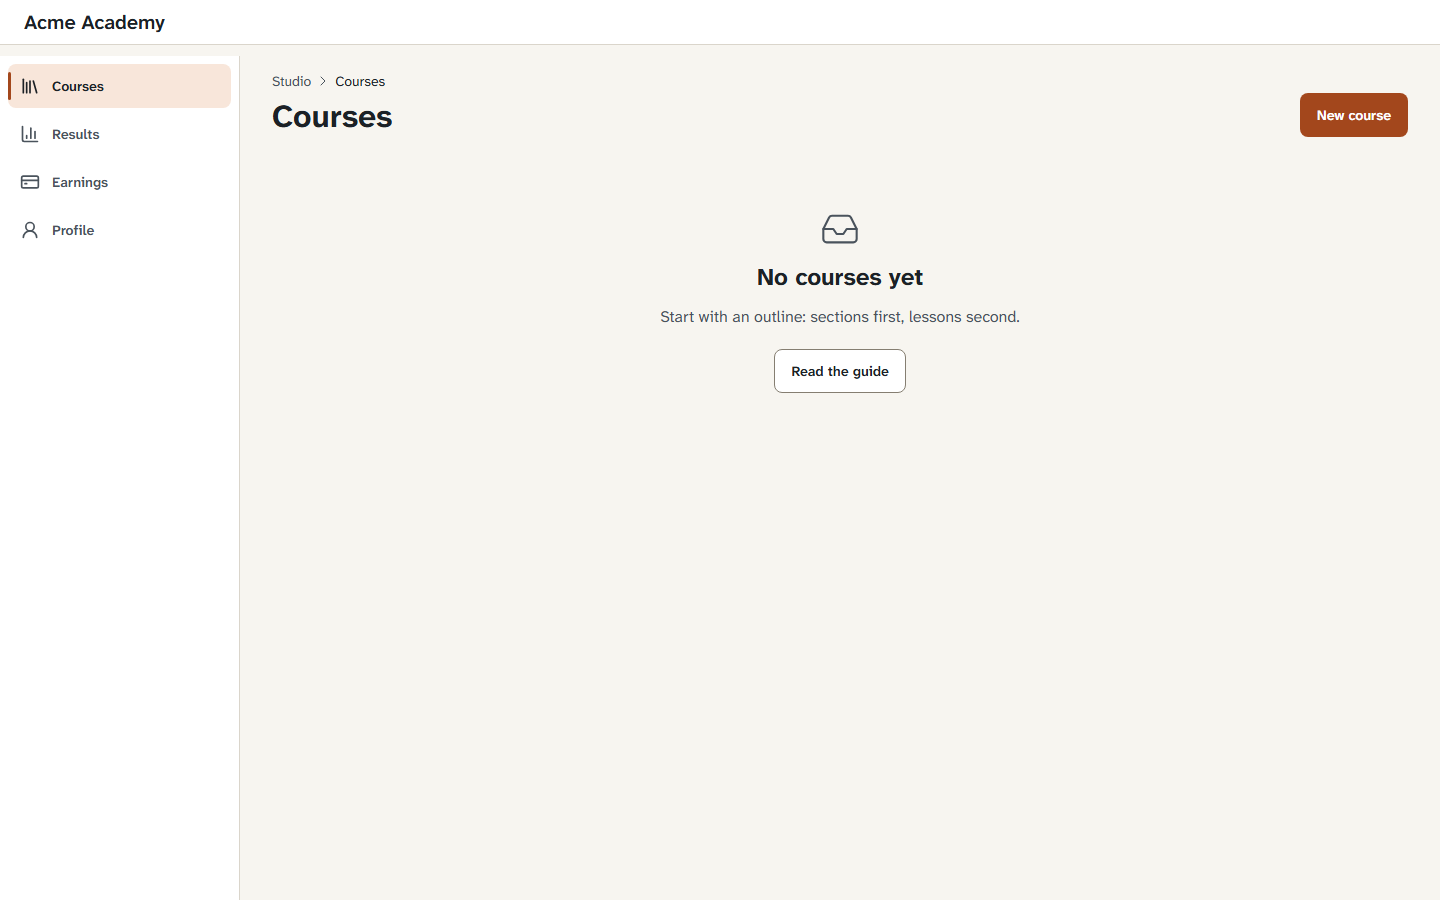 Acme Academy
Courses
Results
Earnings
Profile
Studio > Courses
Courses
New course
No courses yet
Start with an outline: sections first, lessons second.
Read the guide